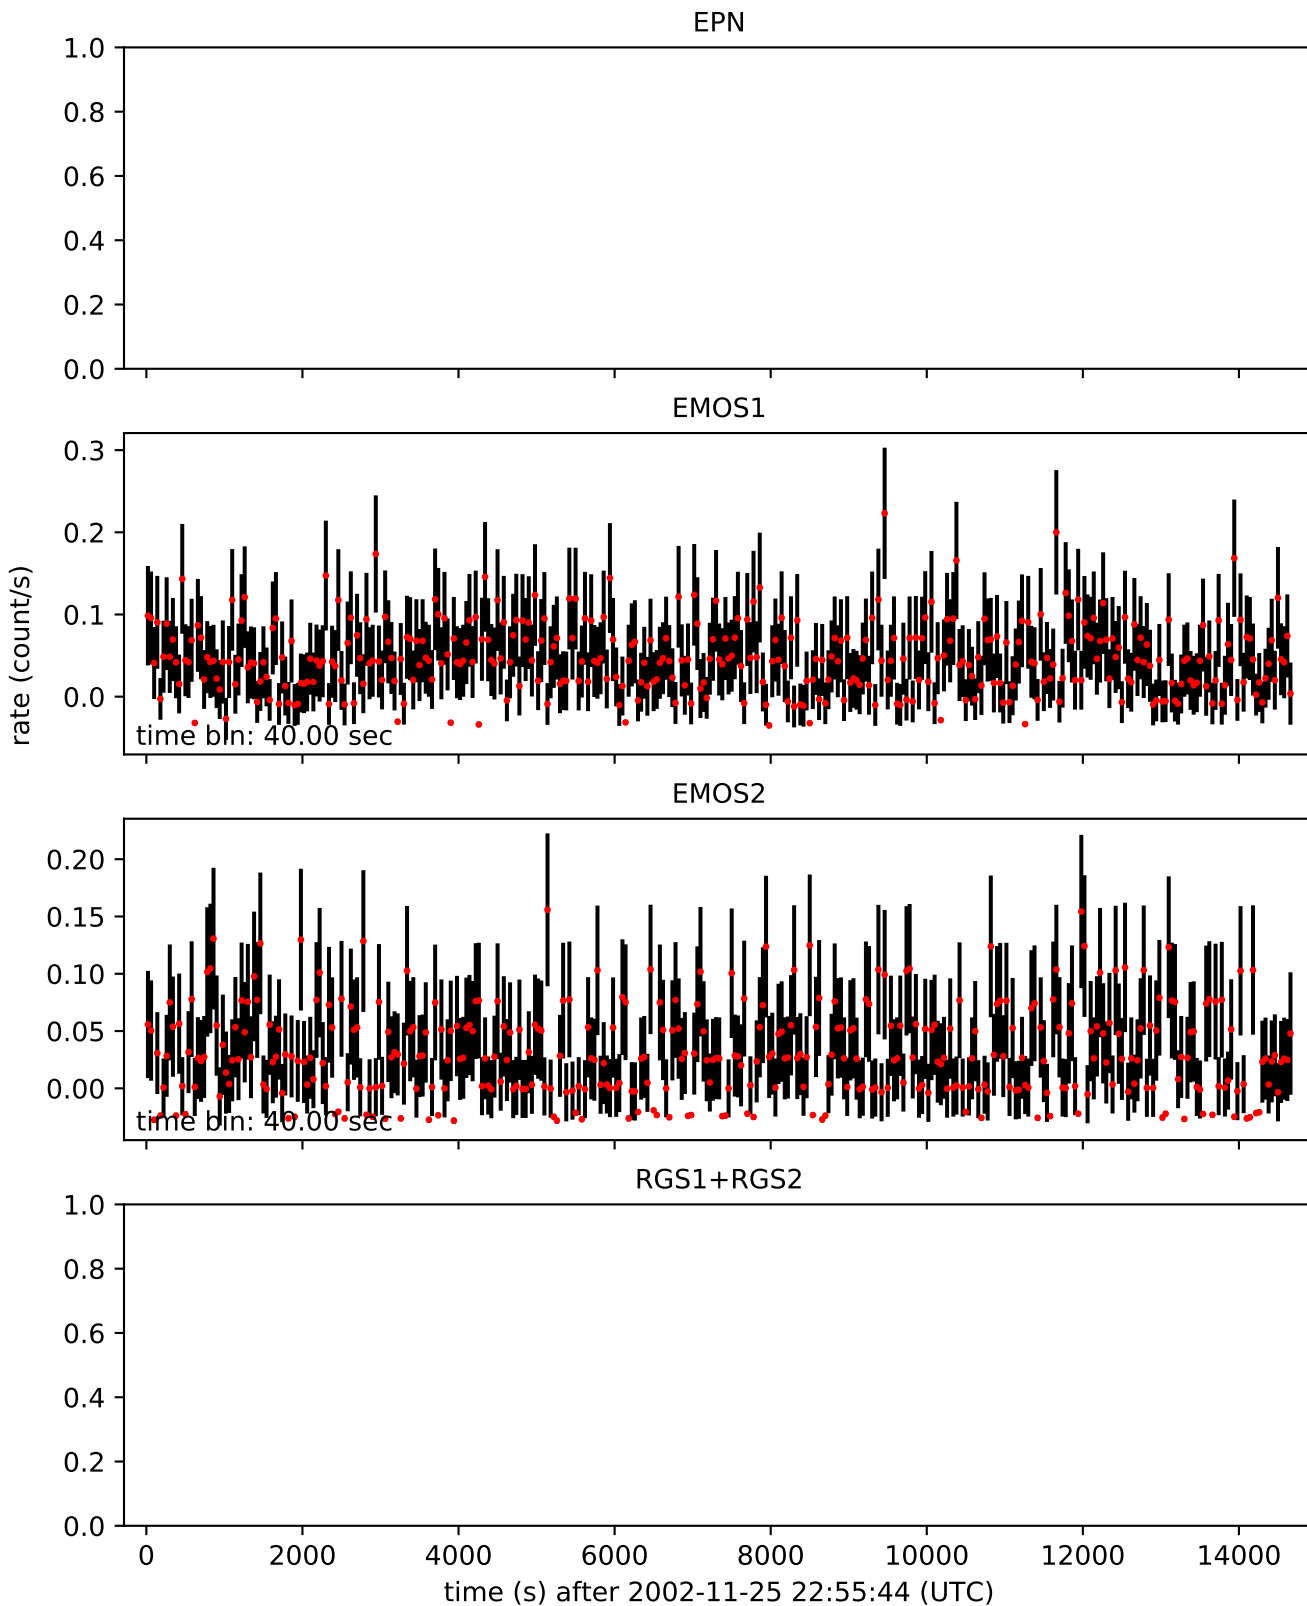 EPN
1.0
0.8
0.6
0.4
0.2
0.0
EMOS1
0.3
0.2
0.1
0.0
rate (count/s)
time bin: 40.00 sec
EMOS2
0.20
0.15
0.10
0.05
0.00
time bin: 40.00 sec
RGS1+RGS2
1.0
0.8
0.6
0.4
0.2
0.0
0 2000 4000 6000 8000 10000 12000 14000
time (s) after 2002-11-25 22:55:44 (UTC)